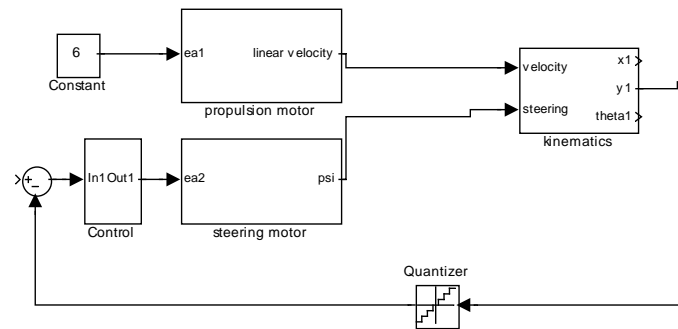 6
Constant
ea1
linear velocity
propulsion motor
velocity
steering
x1
y1
theta1
kinematics
+
−
In1 Out1
Control
ea2
psi
steering motor
Quantizer